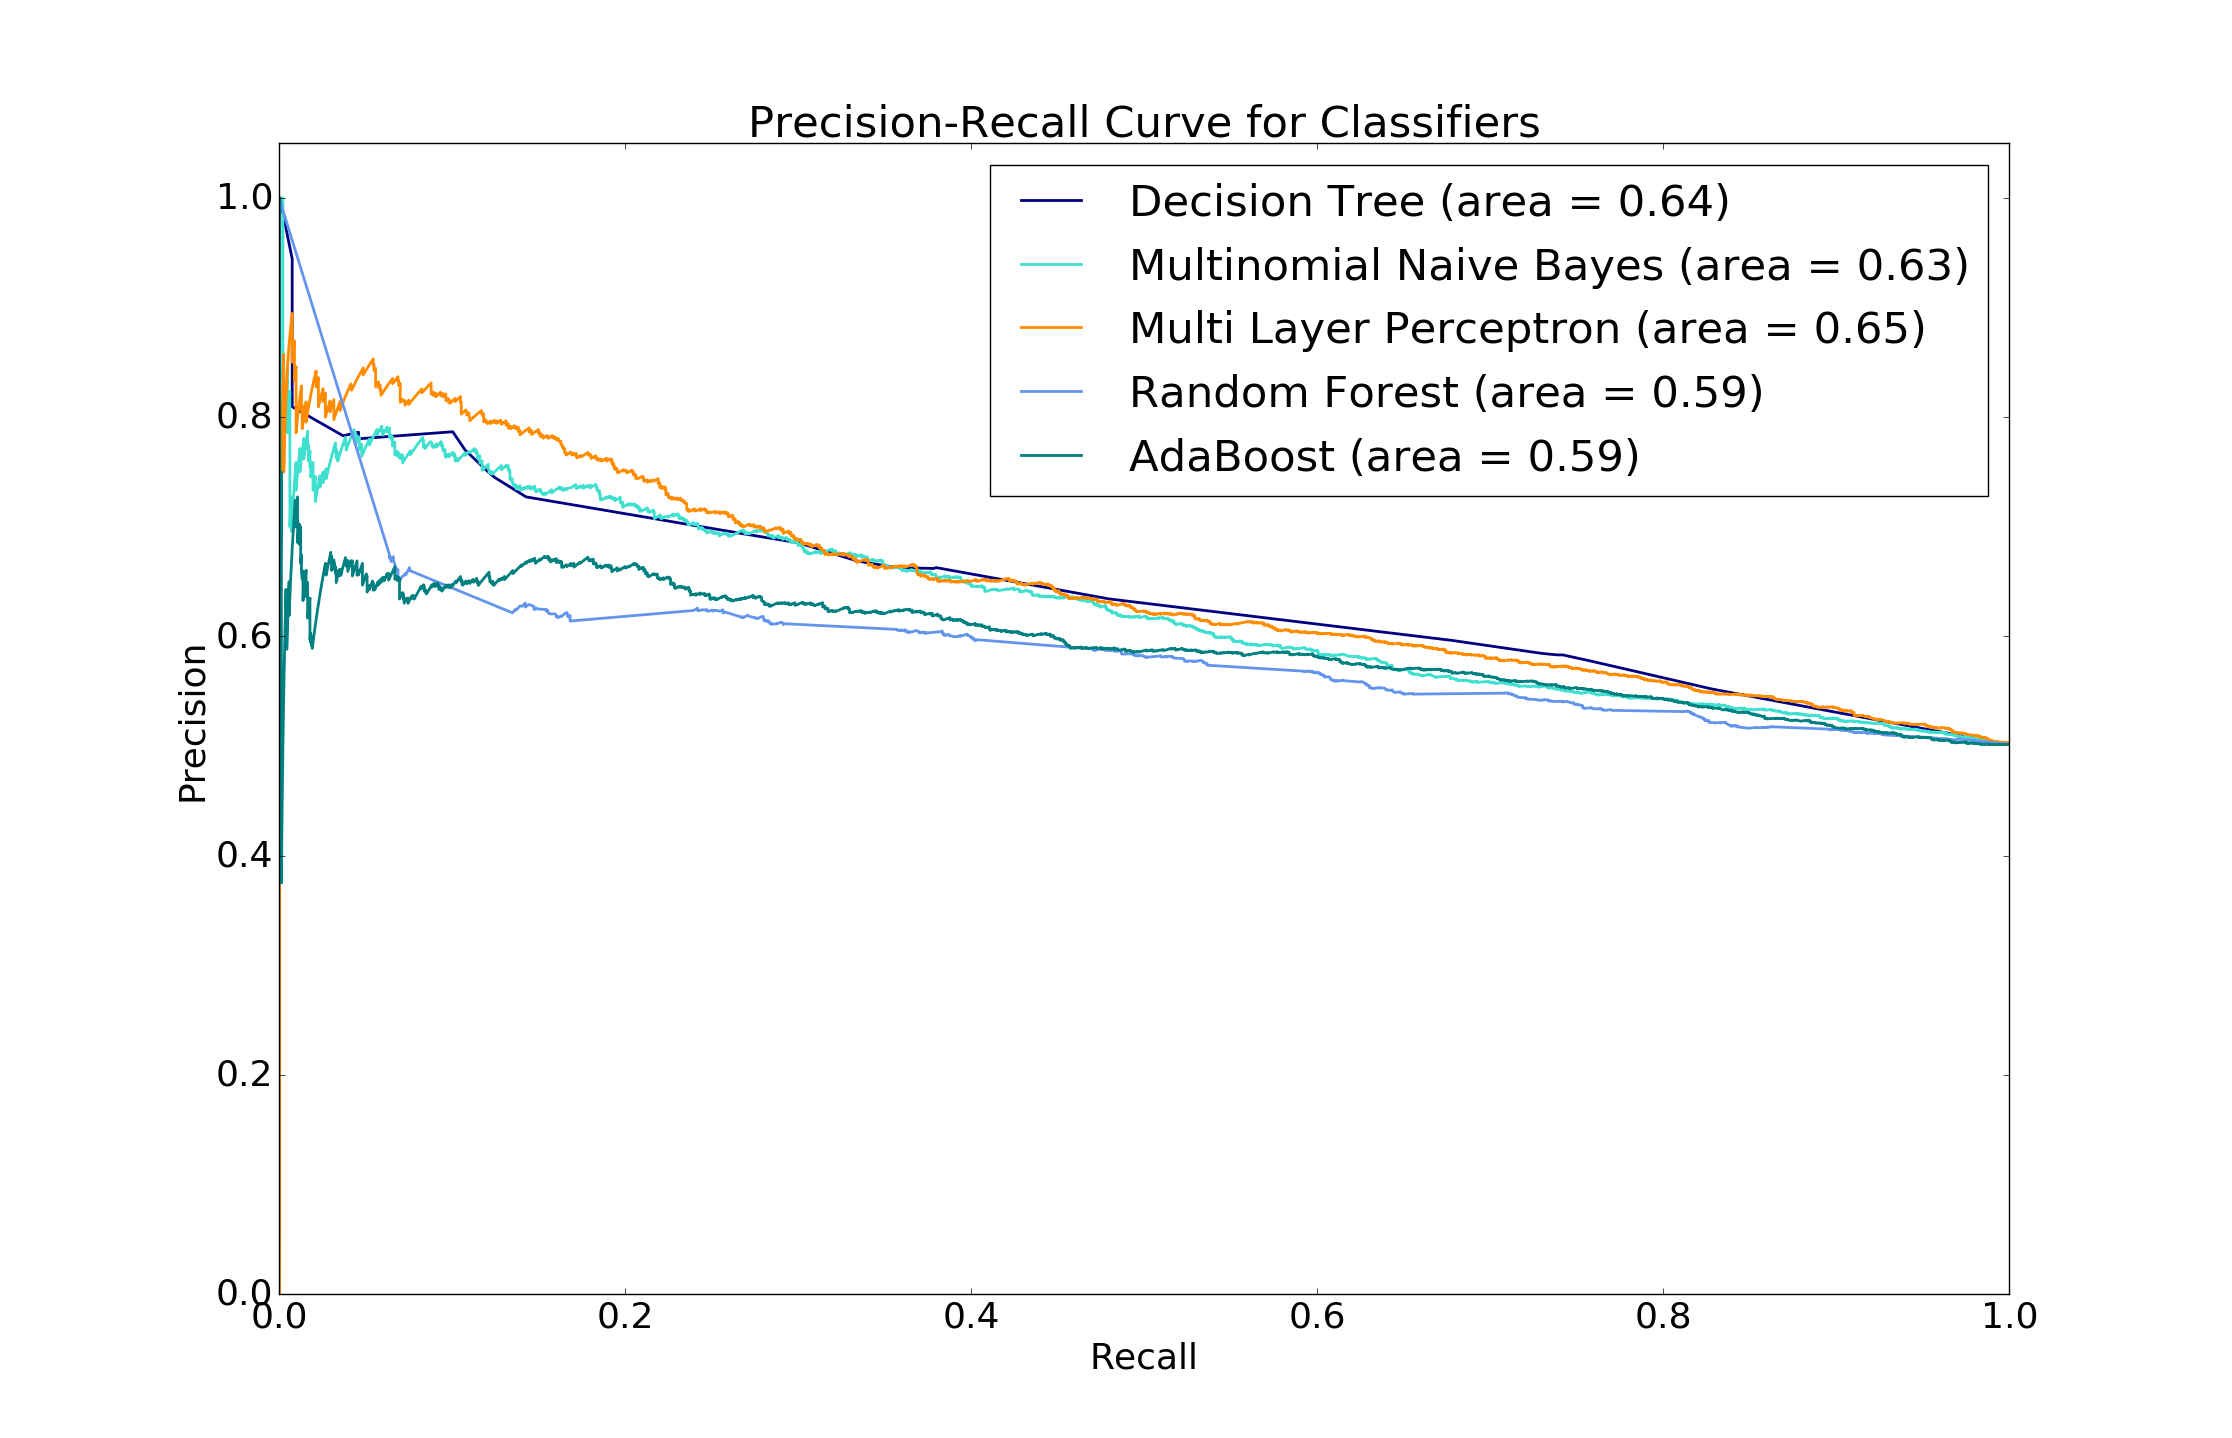 Precision-Recall Curve for Classifiers
Decision Tree (area = 0.64)
Multinomial Naive Bayes (area = 0.63)
Multi Layer Perceptron (area = 0.65)
Random Forest (area = 0.59)
AdaBoost (area = 0.59)
1.0
0.8
0.6
0.4
0.2
0.0
Precision
0.0 0.2 0.4 0.6 0.8 1.0
Recall